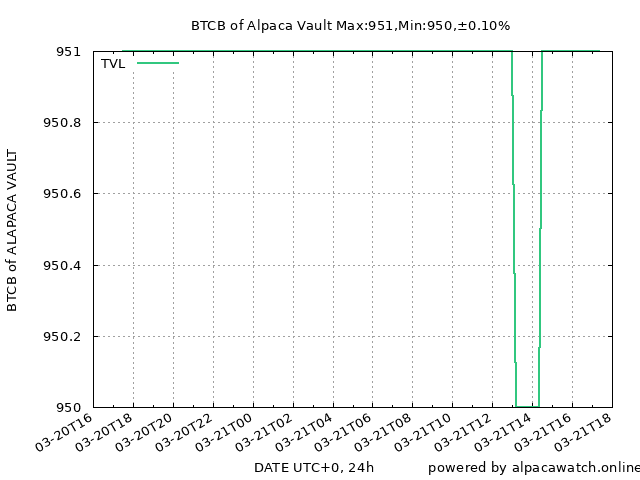 BTCB of Alpaca Vault Max:951,Min:950,±0.10%
TVL
951
950.8
950.6
950.4
950.2
950
BTCB of ALAPACA VAULT
03-20T16
03-20T18
03-20T20
03-20T22
03-21T00
03-21T02
03-21T04
03-21T06
03-21T08
03-21T10
03-21T12
03-21T14
03-21T16
03-21T18
DATE UTC+0, 24h
powered by alpacawatch.online